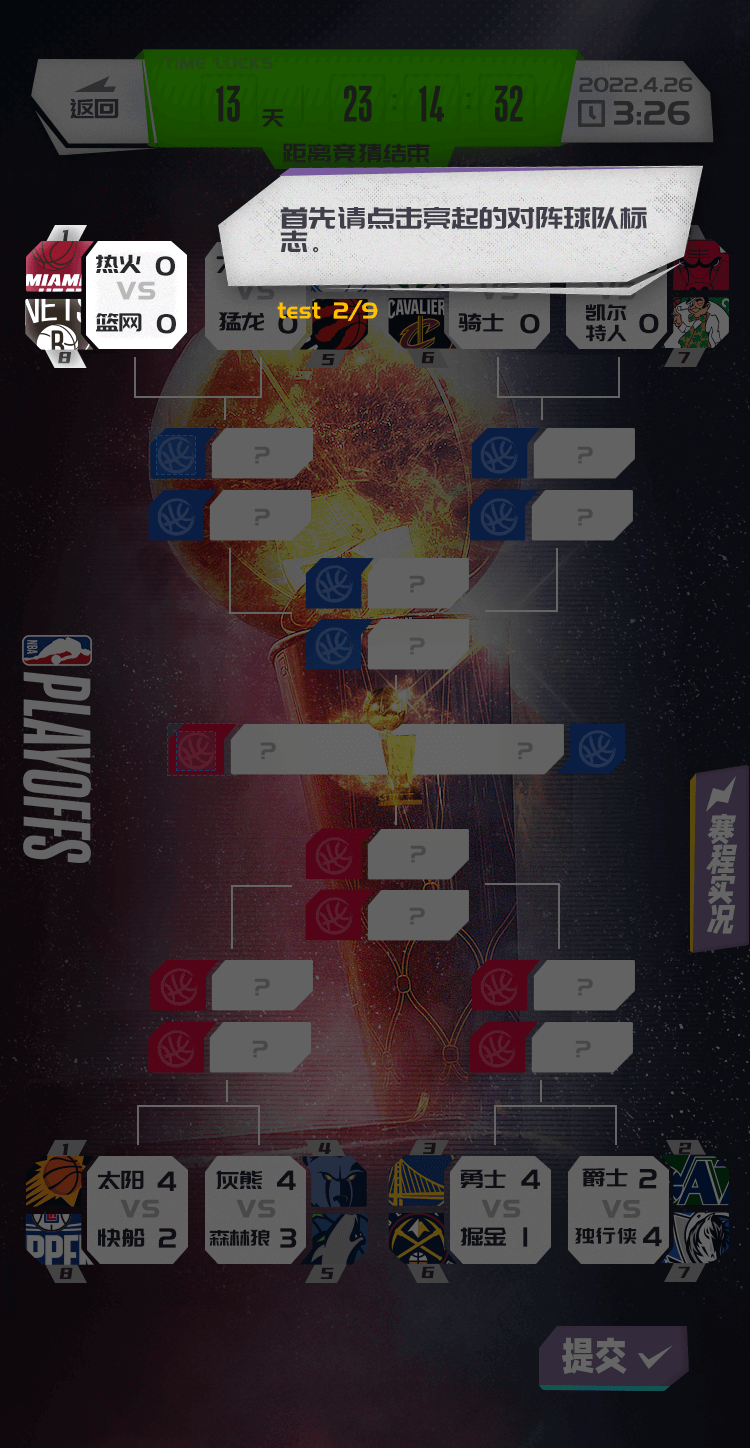 TIME LOCKS
返回
13 天 23 : 14 : 32
2022.4.26
3:26
距离竞猜结束
首先请点击亮起的对阵球队标
志。
test 2/9
1
热火 0
VS
篮网 0
8
MIAMI
NETS
猛龙 0
VS
5
CAVALIER
骑士 0
VS
6
凯尔
特人 0
VS
7
?
?
?
?
?
?
NBA
PLAYOFFS
? ?
赛程实况
?
?
?
?
?
?
1
太阳 4
VS
快船 2
8
灰熊 4
VS
森林狼 3
4
5
3
勇士 4
VS
掘金 1
6
爵士 2
VS
独行侠 4
2
7
提交